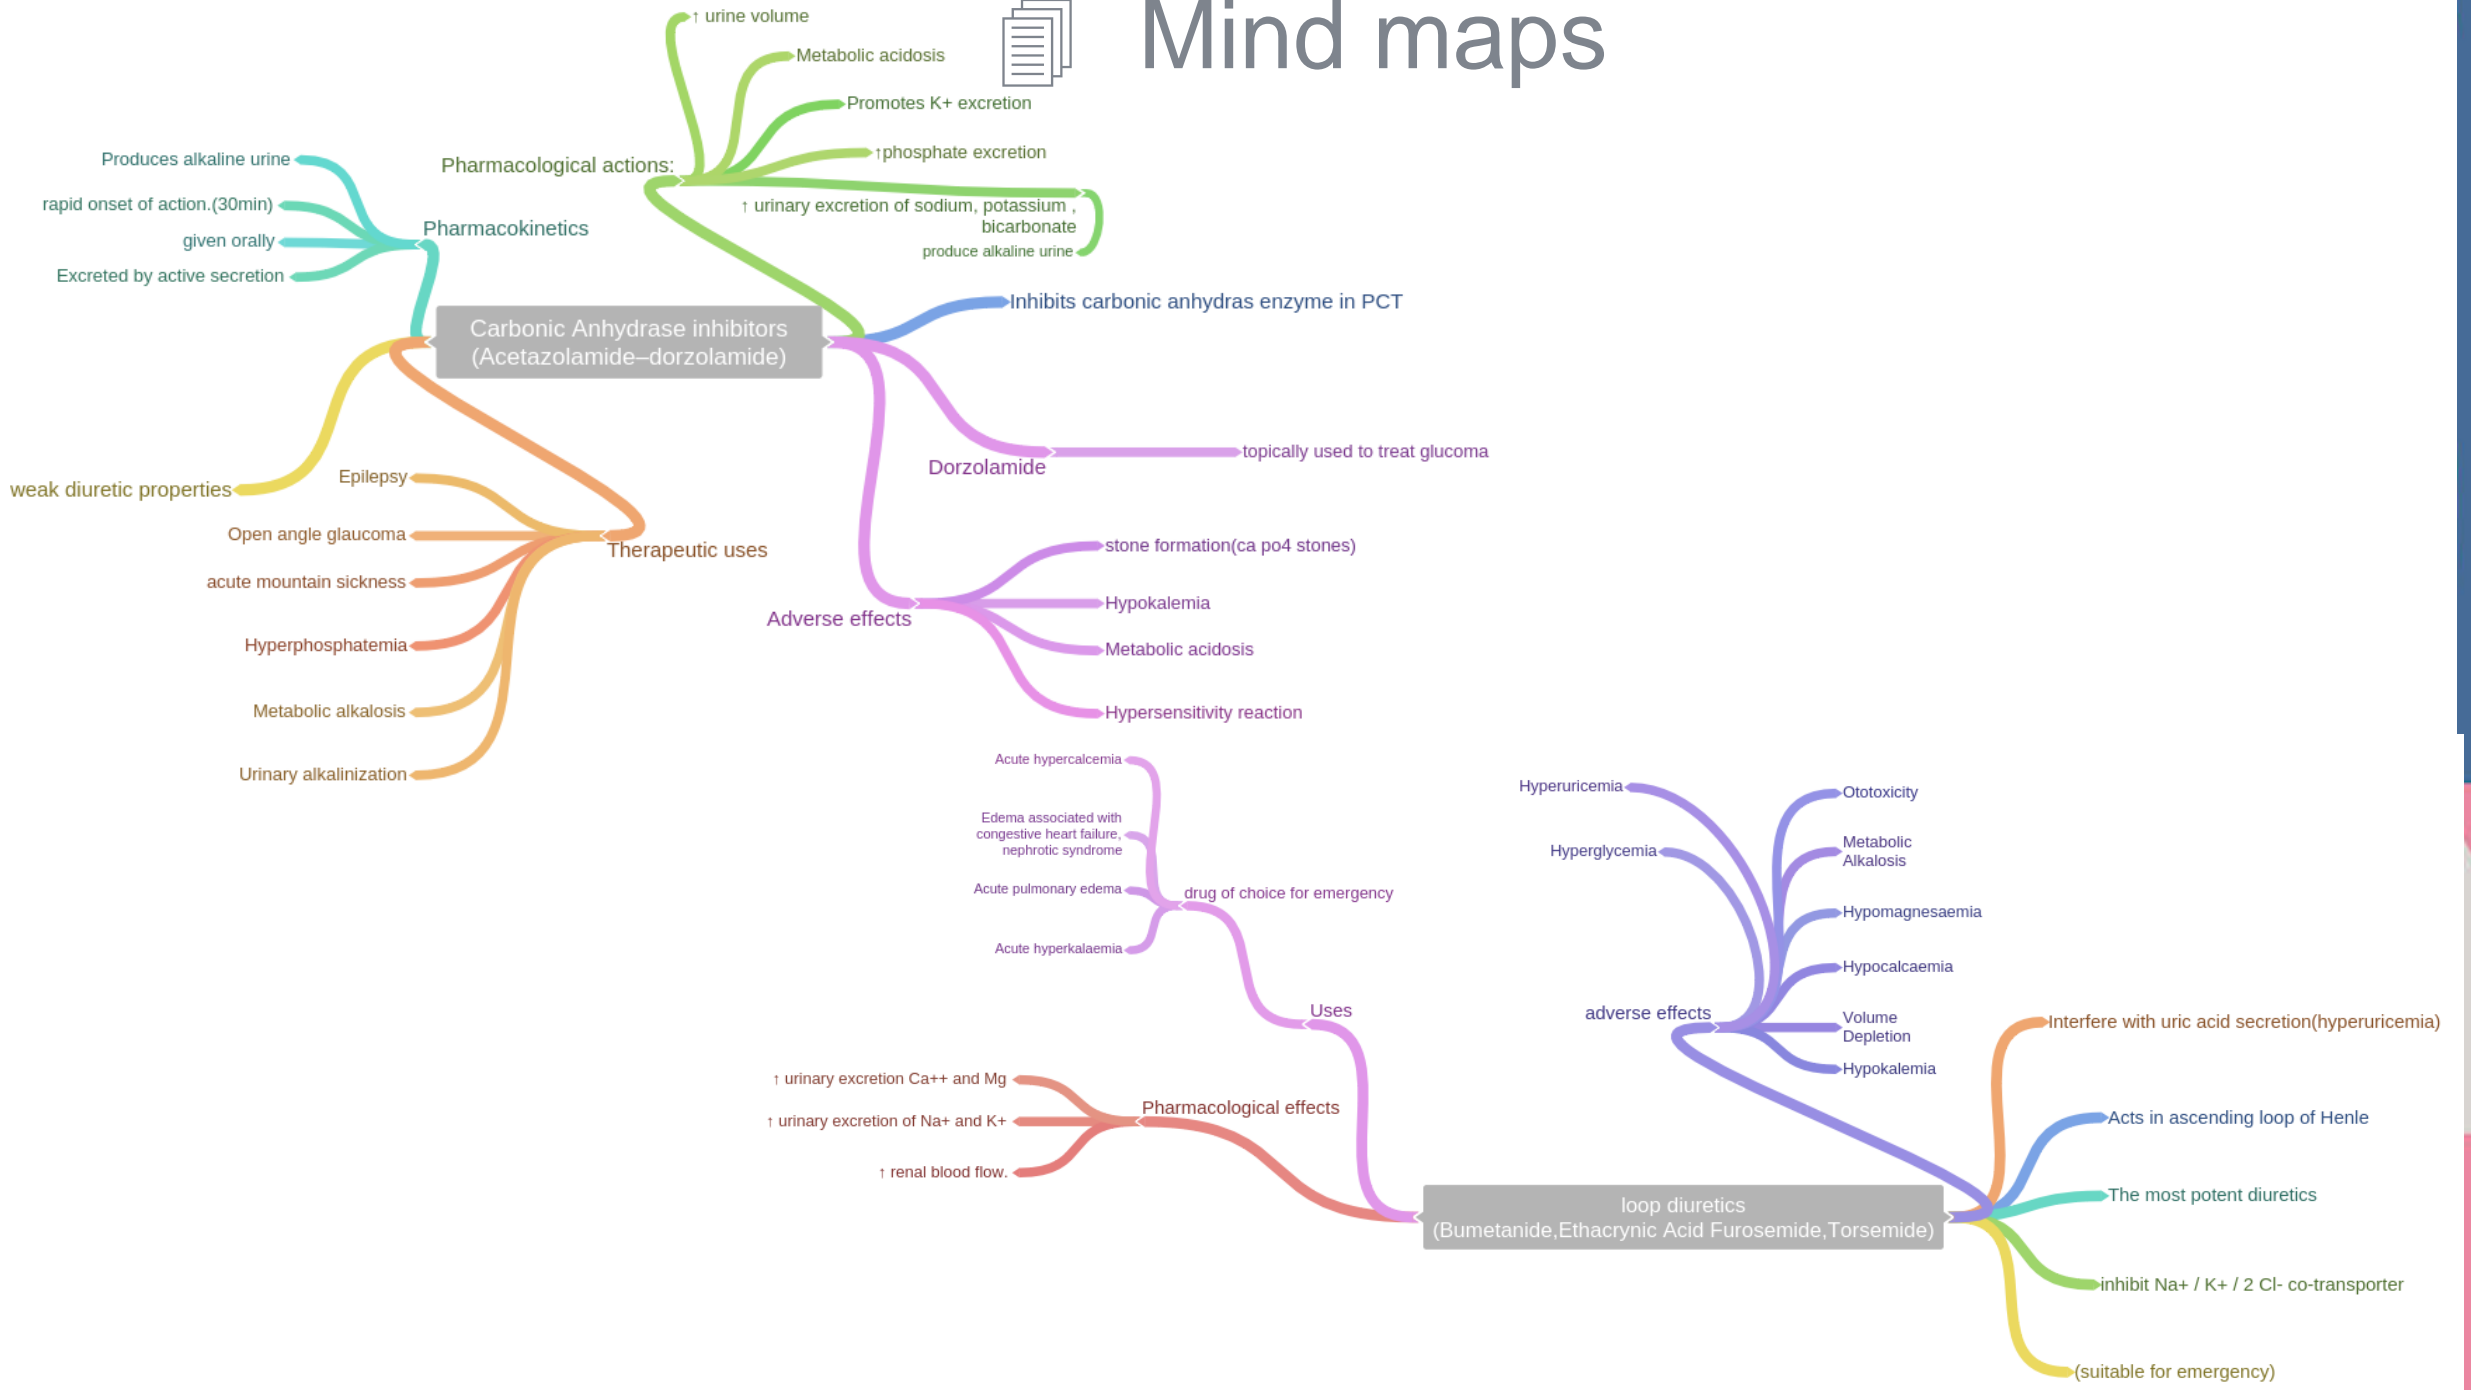 Mind maps
↑ urine volume
Metabolic acidosis
Promotes K+ excretion
↑phosphate excretion
Pharmacological actions:
↑ urinary excretion of sodium, potassium ,
bicarbonate
produce alkaline urine
Produces alkaline urine
rapid onset of action.(30min)
given orally
Excreted by active secretion
Pharmacokinetics
Carbonic Anhydrase inhibitors
(Acetazolamide–dorzolamide)
Inhibits carbonic anhydras enzyme in PCT
Dorzolamide
topically used to treat glucoma
weak diuretic properties
Epilepsy
Open angle glaucoma
acute mountain sickness
Hyperphosphatemia
Metabolic alkalosis
Urinary alkalinization
Therapeutic uses
Adverse effects
stone formation(ca po4 stones)
Hypokalemia
Metabolic acidosis
Hypersensitivity reaction
Acute hypercalcemia
Edema associated with
congestive heart failure,
nephrotic syndrome
Acute pulmonary edema
Acute hyperkalaemia
drug of choice for emergency
Uses
↑ urinary excretion Ca++ and Mg
↑ urinary excretion of Na+ and K+
↑ renal blood flow.
Pharmacological effects
Hyperuricemia
Hyperglycemia
Ototoxicity
Metabolic
Alkalosis
Hypomagnesaemia
Hypocalcaemia
Volume
Depletion
Hypokalemia
adverse effects
loop diuretics
(Bumetanide,Ethacrynic Acid Furosemide,Torsemide)
Interfere with uric acid secretion(hyperuricemia)
Acts in ascending loop of Henle
The most potent diuretics
inhibit Na+ / K+ / 2 Cl- co-transporter
(suitable for emergency)